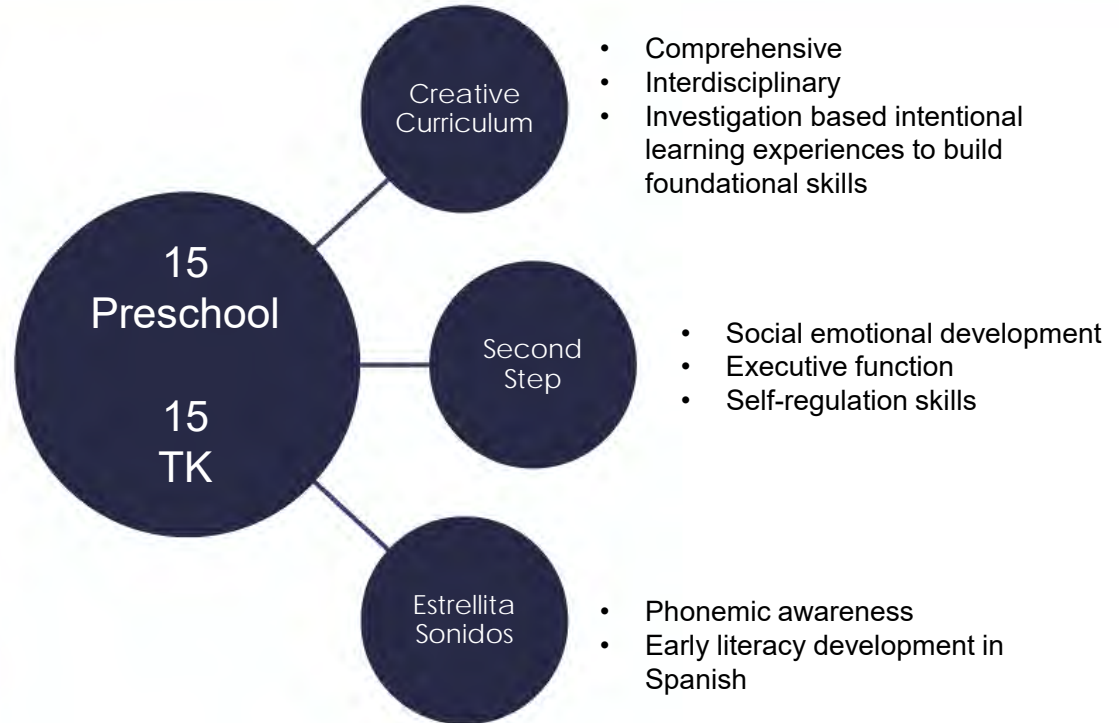 15
Preschool
15
TK
Creative
Curriculum
• Comprehensive
• Interdisciplinary
• Investigation based intentional
learning experiences to build
foundational skills
Second
Step
• Social emotional development
• Executive function
• Self-regulation skills
Estrellita
Sonidos
• Phonemic awareness
• Early literacy development in
Spanish